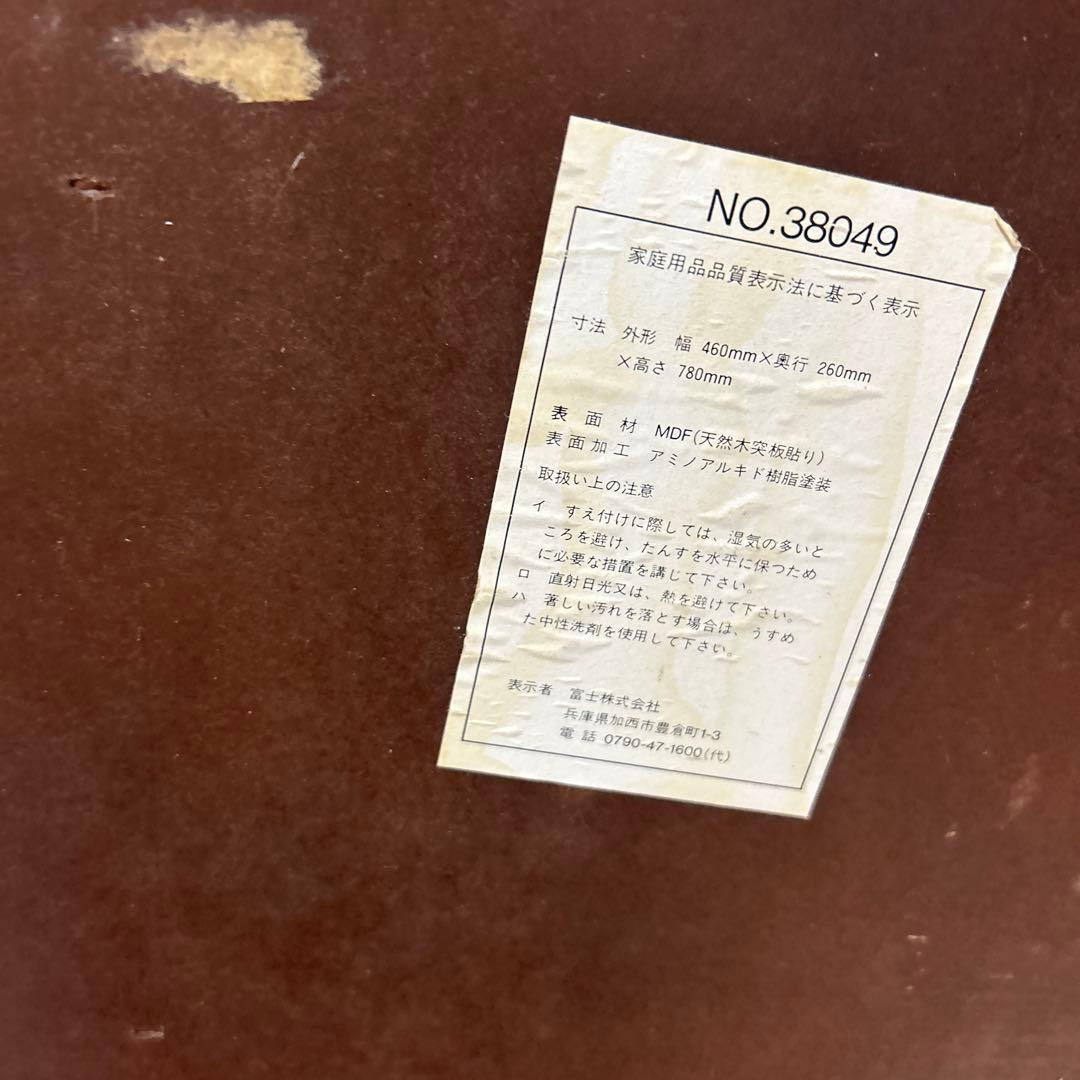 NO.38049
家庭用品品質表示法に基づく表示
寸法 外形 幅 460mm×奥行 260mm
×高さ 780mm
表面材 MDF(天然木突板貼り)
表面加工 アミノアルキド樹脂塗装
取扱い上の注意
イ すえ付けに際しては、湿気の多いと
ころを避け、たんすを水平に保つため
に必要な措置を講じて下さい。
ロ 直射日光又は、熱を避けて下さい。
ハ 著しい汚れを落とす場合は、うすめ
た中性洗剤を使用して下さい。
表示者 富士株式会社
兵庫県加西市豊倉町1-3
電話 0790-47-1600(代)